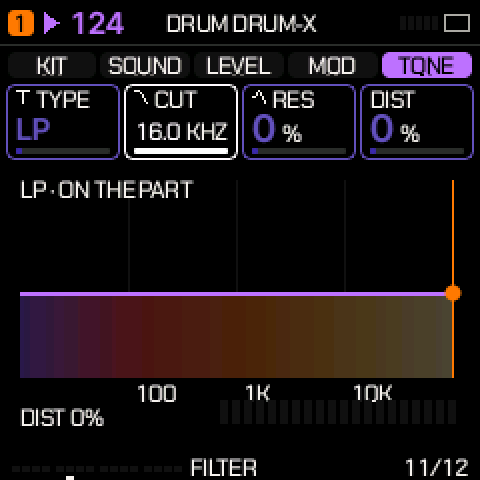 1 124 DRUM DRUM-X
KIT SOUND LEVEL MOD TONE
TYPE CUT RES DIST
LP 16.0 KHZ 0 % 0 %
LP · ON THE PART
100 1K 10K
DIST 0%
FILTER 11/12